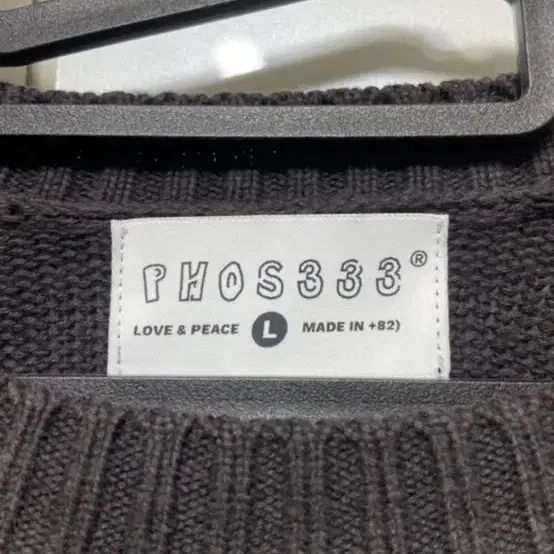 PHOS333®
LOVE & PEACE L MADE IN +82)